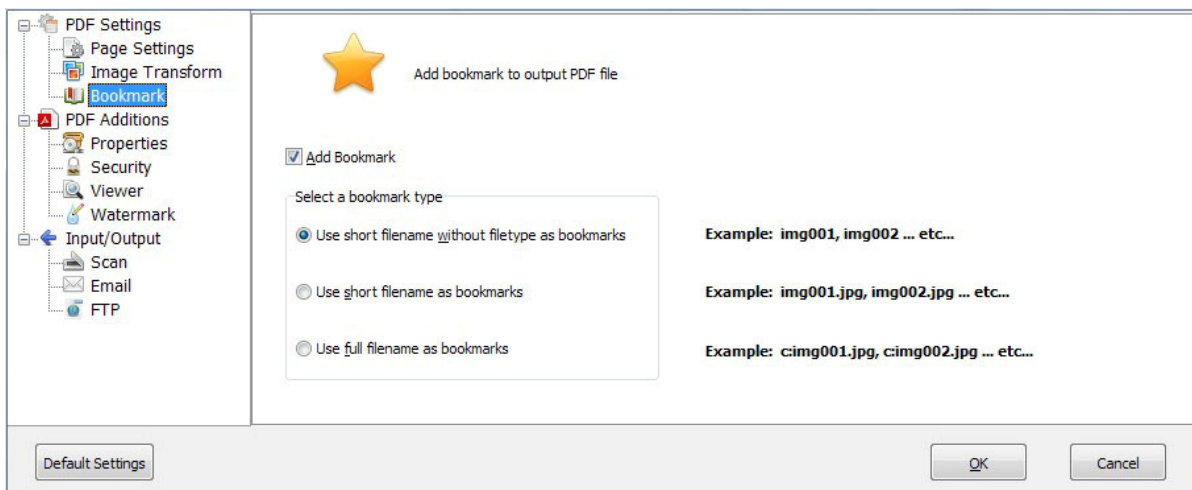 PDF Settings
Page Settings
Image Transform
Bookmark
PDF Additions
Properties
Security
Viewer
Watermark
Input/Output
Scan
Email
FTP
Add bookmark to output PDF file
Add Bookmark
Select a bookmark type
Use short filename without filetype as bookmarks
Example: img001, img002 ... etc...
Use short filename as bookmarks
Example: img001.jpg, img002.jpg ... etc...
Use full filename as bookmarks
Example: c:img001.jpg, c:img002.jpg ... etc...
Default Settings
OK
Cancel